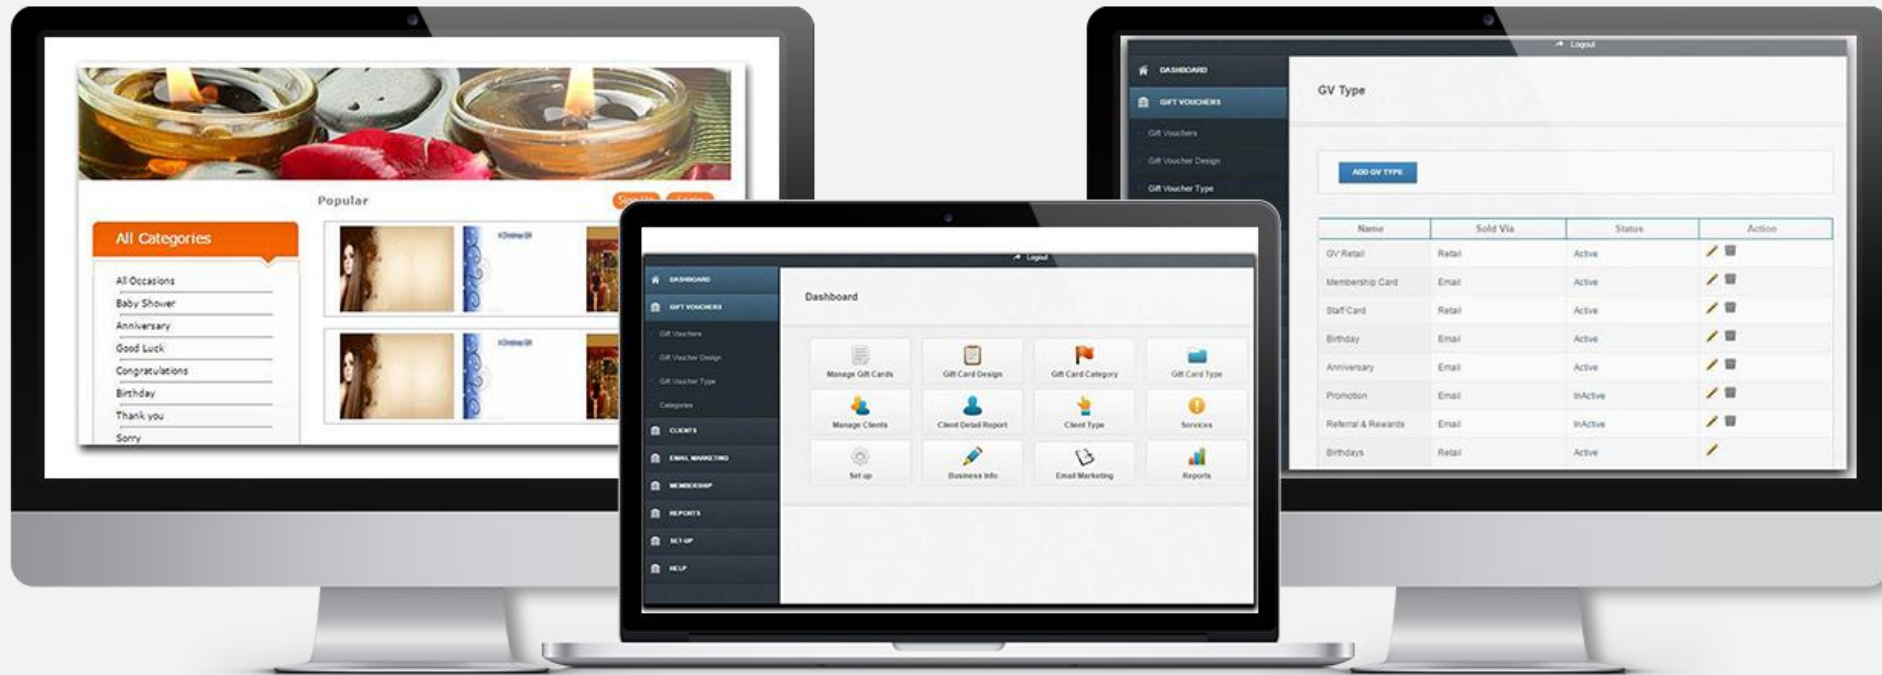 Popular
All Categories
All Occasions
Baby Shower
Anniversary
Good Luck
Congratulations
Birthday
Thank you
Sorry
A Christmas Gift
A Christmas Gift
Logout
DASHBOARD
GIFT VOUCHERS
Gift Vouchers
Gift Voucher Design
Gift Voucher Type
Categories
CLIENTS
EMAIL MARKETING
MEMBERSHIP
REPORTS
SET-UP
HELP
Dashboard
Manage Gift Cards Gift Card Design Gift Card Category Gift Card Type
Manage Clients Client Detail Report Client Type Services
Set up Business Info Email Marketing Reports
Logout
DASHBOARD
GIFT VOUCHERS
Gift Vouchers
Gift Voucher Design
Gift Voucher Type
GV Type
ADD GV TYPE
Name Sold Via Status Action
GV Retail Retail Active
Membership Card Email Active
Staff Card Retail Active
Birthday Email Active
Anniversary Email Active
Promotion Email InActive
Referral & Rewards Email InActive
Birthdays Retail Active